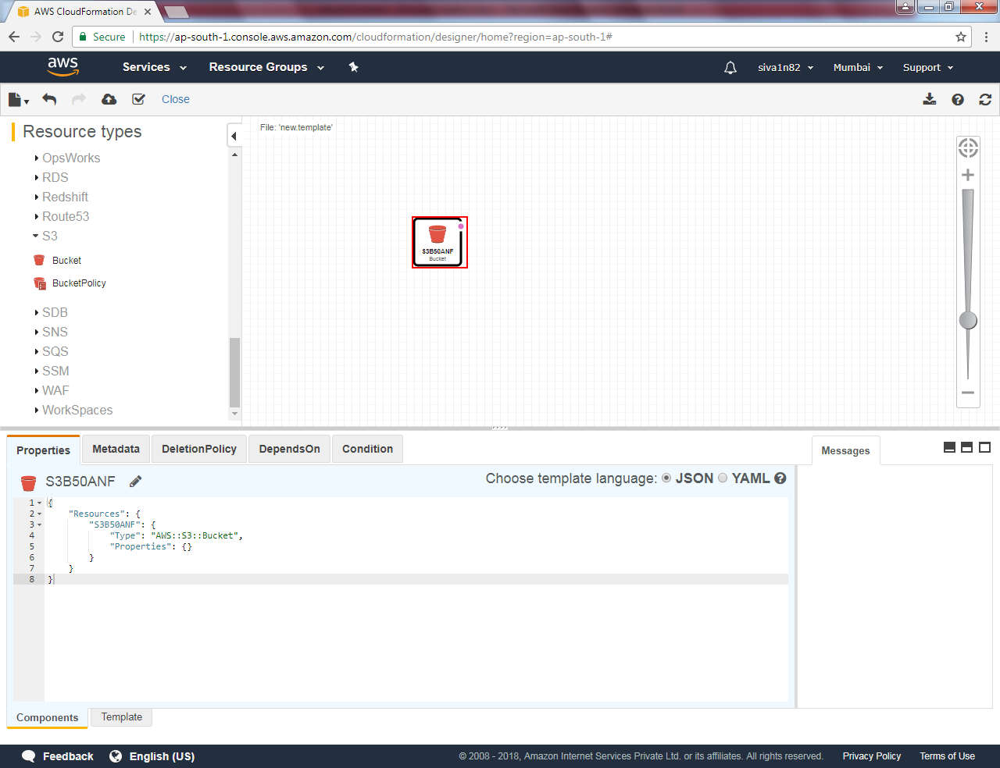 AWS CloudFormation De
Secure
https://ap-south-1.console.aws.amazon.com/cloudformation/designer/home?region=ap-south-1#
aws
Services
Resource Groups
siva1n82
Mumbai
Support
Close
Resource types
OpsWorks
RDS
Redshift
Route53
S3
Bucket
BucketPolicy
SDB
SNS
SQS
SSM
WAF
WorkSpaces
File: 'new.template'
S3B50ANF
Bucket
Properties
Metadata
DeletionPolicy
DependsOn
Condition
Messages
S3B50ANF
Choose template language: JSON YAML
1 {
2 "Resources": {
3 "S3B50ANF": {
4 "Type": "AWS::S3::Bucket",
5 "Properties": {}
6 }
7 }
8 }
Components
Template
Feedback
English (US)
© 2008 - 2018, Amazon Internet Services Private Ltd. or its affiliates. All rights reserved.
Privacy Policy
Terms of Use